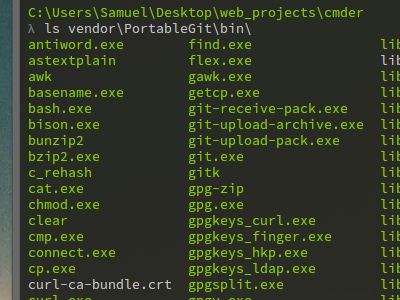 C:\Users\Samuel\Desktop\web_projects\cmder
λ ls vendor\PortableGit\bin\
antiword.exe find.exe lib
astextplain flex.exe lib
awk gawk.exe lib
basename.exe getcp.exe lib
bash.exe git-receive-pack.exe lib
bison.exe git-upload-archive.exe lib
bunzip2 git-upload-pack.exe lib
bzip2.exe git.exe lib
c_rehash gitk lib
cat.exe gpg-zip lib
chmod.exe gpg.exe lib
clear gpgkeys_curl.exe lib
cmp.exe gpgkeys_finger.exe lib
connect.exe gpgkeys_hkp.exe lib
cp.exe gpgkeys_ldap.exe lib
curl-ca-bundle.crt gpgsplit.exe lib
curl.exe gpgv.exe lib